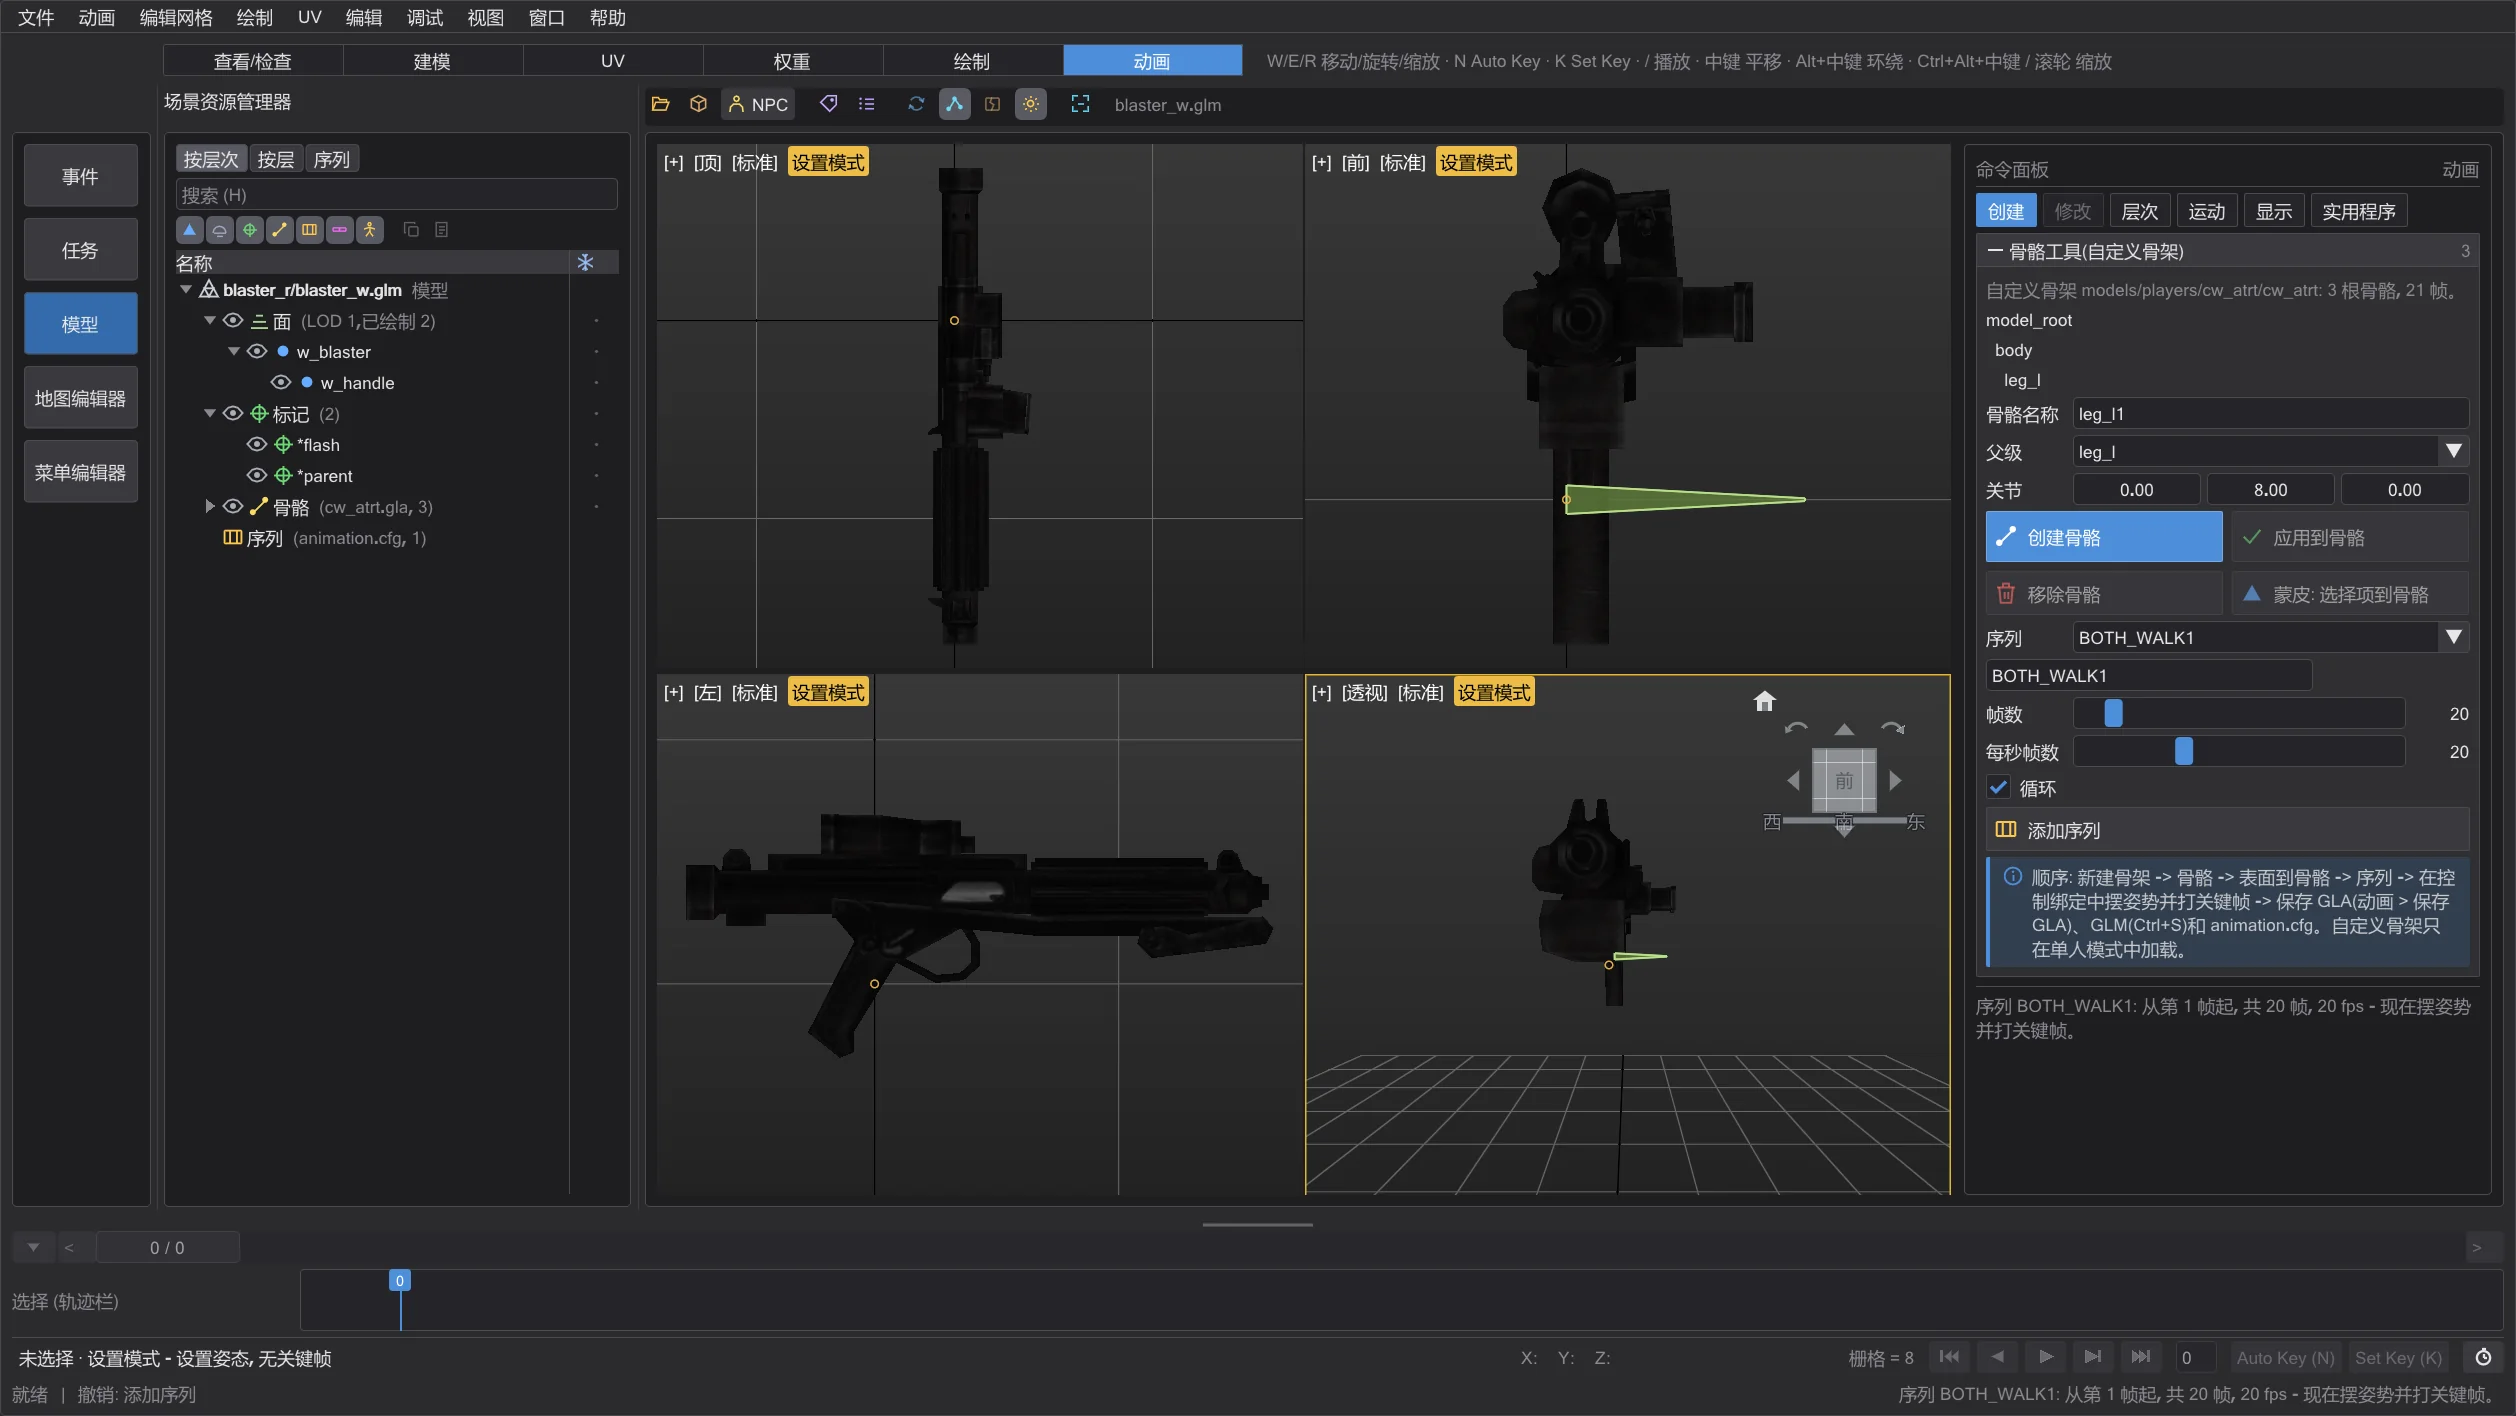 文件 动画 编辑网格 绘制 UV 编辑 调试 视图 窗口 帮助
查看/检查 建模 UV 权重 绘制 动画 W/E/R 移动/旋转/缩放 · N Auto Key · K Set Key · / 播放 · 中键 平移 · Alt+中键 环绕 · Ctrl+Alt+中键 / 滚轮 缩放
场景资源管理器
NPC blaster_w.glm
事件
任务
模型
地图编辑器
菜单编辑器
按层次 按层 序列
搜索 (H)
名称
blaster_r/blaster_w.glm 模型
面 (LOD 1,已绘制 2)
w_blaster
w_handle
标记 (2)
*flash
*parent
骨骼 (cw_atrt.gla, 3)
序列 (animation.cfg, 1)
[+] [顶] [标准] 设置模式
[+] [前] [标准] 设置模式
[+] [左] [标准] 设置模式
[+] [透视] [标准] 设置模式
前
西 南 东
命令面板 动画
创建 修改 层次 运动 显示 实用程序
骨骼工具(自定义骨架) 3
自定义骨架 models/players/cw_atrt/cw_atrt: 3 根骨骼, 21 帧。
model_root
body
leg_l
骨骼名称 leg_l1
父级 leg_l
关节 0.00 8.00 0.00
创建骨骼 应用到骨骼
移除骨骼 蒙皮: 选择项到骨骼
序列 BOTH_WALK1
BOTH_WALK1
帧数 20
每秒帧数 20
循环
添加序列
顺序: 新建骨架 -> 骨骼 -> 表面到骨骼 -> 序列 -> 在控
制绑定中摆姿势并打关键帧 -> 保存 GLA(动画 > 保存
GLA)、GLM(Ctrl+S)和 animation.cfg。自定义骨架只
在单人模式中加载。
序列 BOTH_WALK1: 从第 1 帧起, 共 20 帧, 20 fps - 现在摆姿势
并打关键帧。
< 0 / 0 >
0
选择 (轨迹栏)
未选择 · 设置模式 - 设置姿态, 无关键帧 X: Y: Z: 栅格 = 8 0 Auto Key (N) Set Key (K)
就绪 | 撤销: 添加序列 序列 BOTH_WALK1: 从第 1 帧起, 共 20 帧, 20 fps - 现在摆姿势并打关键帧。